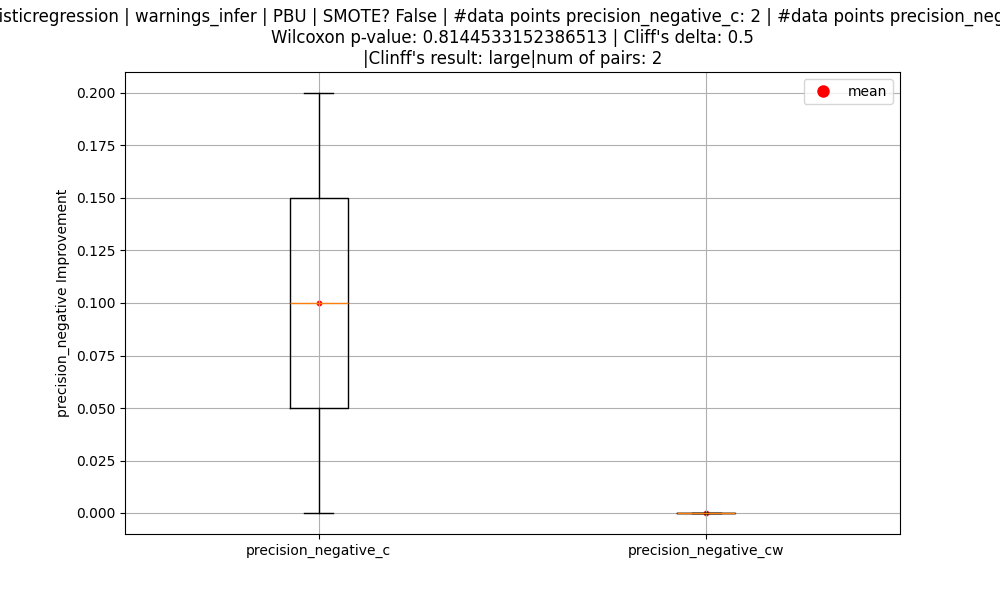 isticregression | warnings_infer | PBU | SMOTE? False | #data points precision_negative_c: 2 | #data points precision_neg
Wilcoxon p-value: 0.8144533152386513 | Cliff's delta: 0.5
|Clinff's result: large|num of pairs: 2
mean
0.200
0.175
0.150
0.125
0.100
0.075
0.050
0.025
0.000
precision_negative Improvement
precision_negative_c
precision_negative_cw